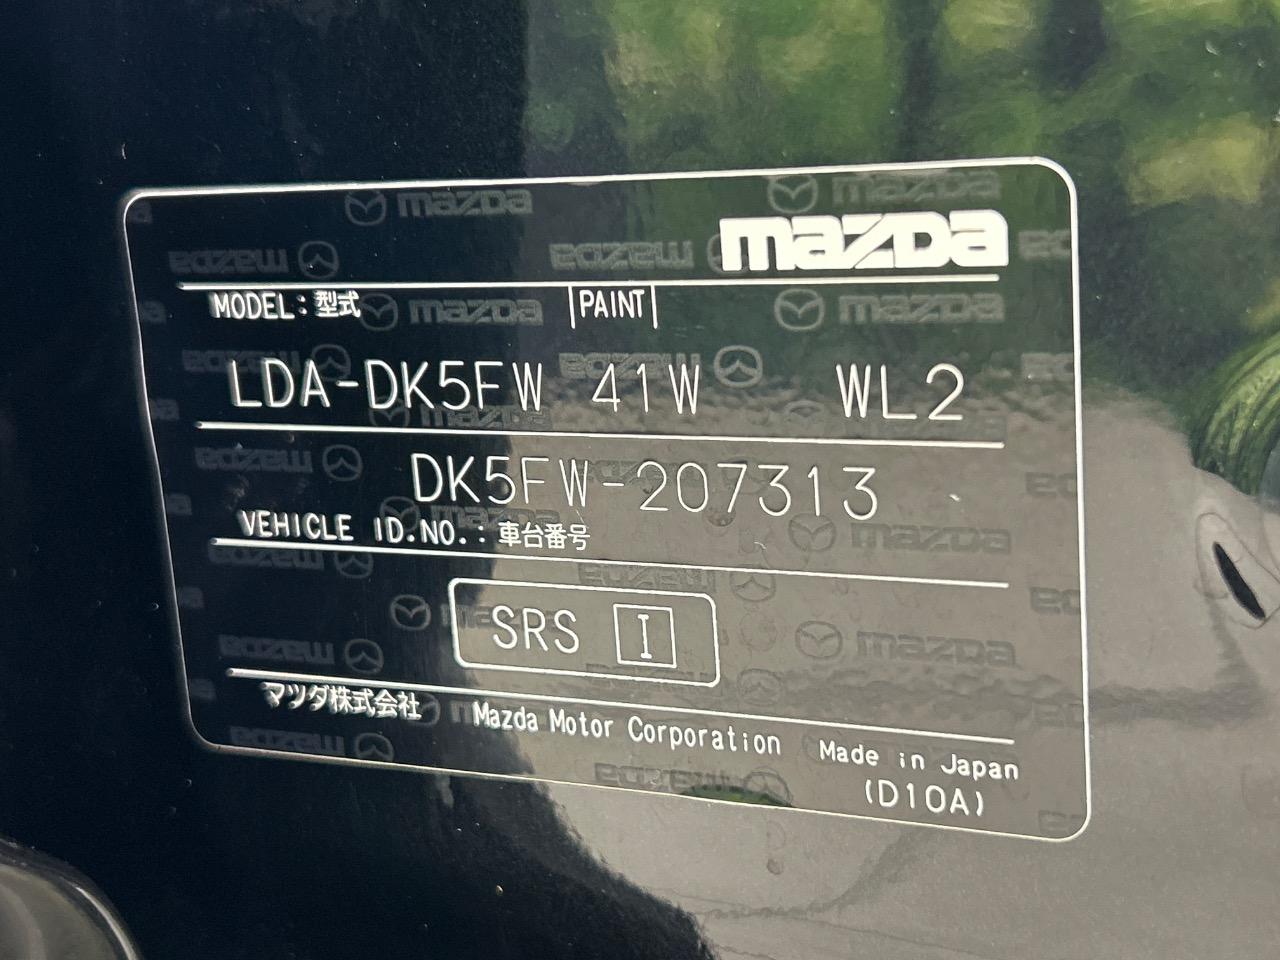 mazda
MODEL:型式 PAINT
LDA-DK5FW 41W WL2
DK5FW-207313
VEHICLE ID.NO.:車台番号
SRS I
マツダ株式会社 Mazda Motor Corporation Made in Japan
(D10A)